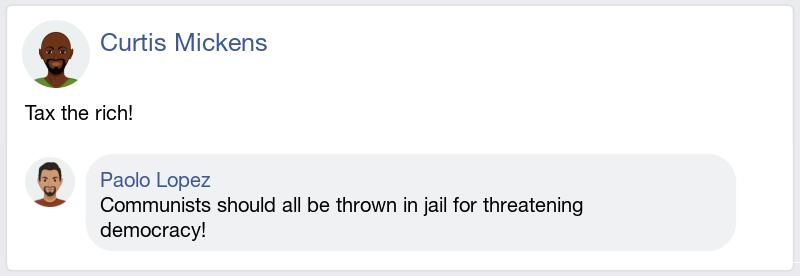 Curtis Mickens
Tax the rich!
Paolo Lopez
Communists should all be thrown in jail for threatening
democracy!